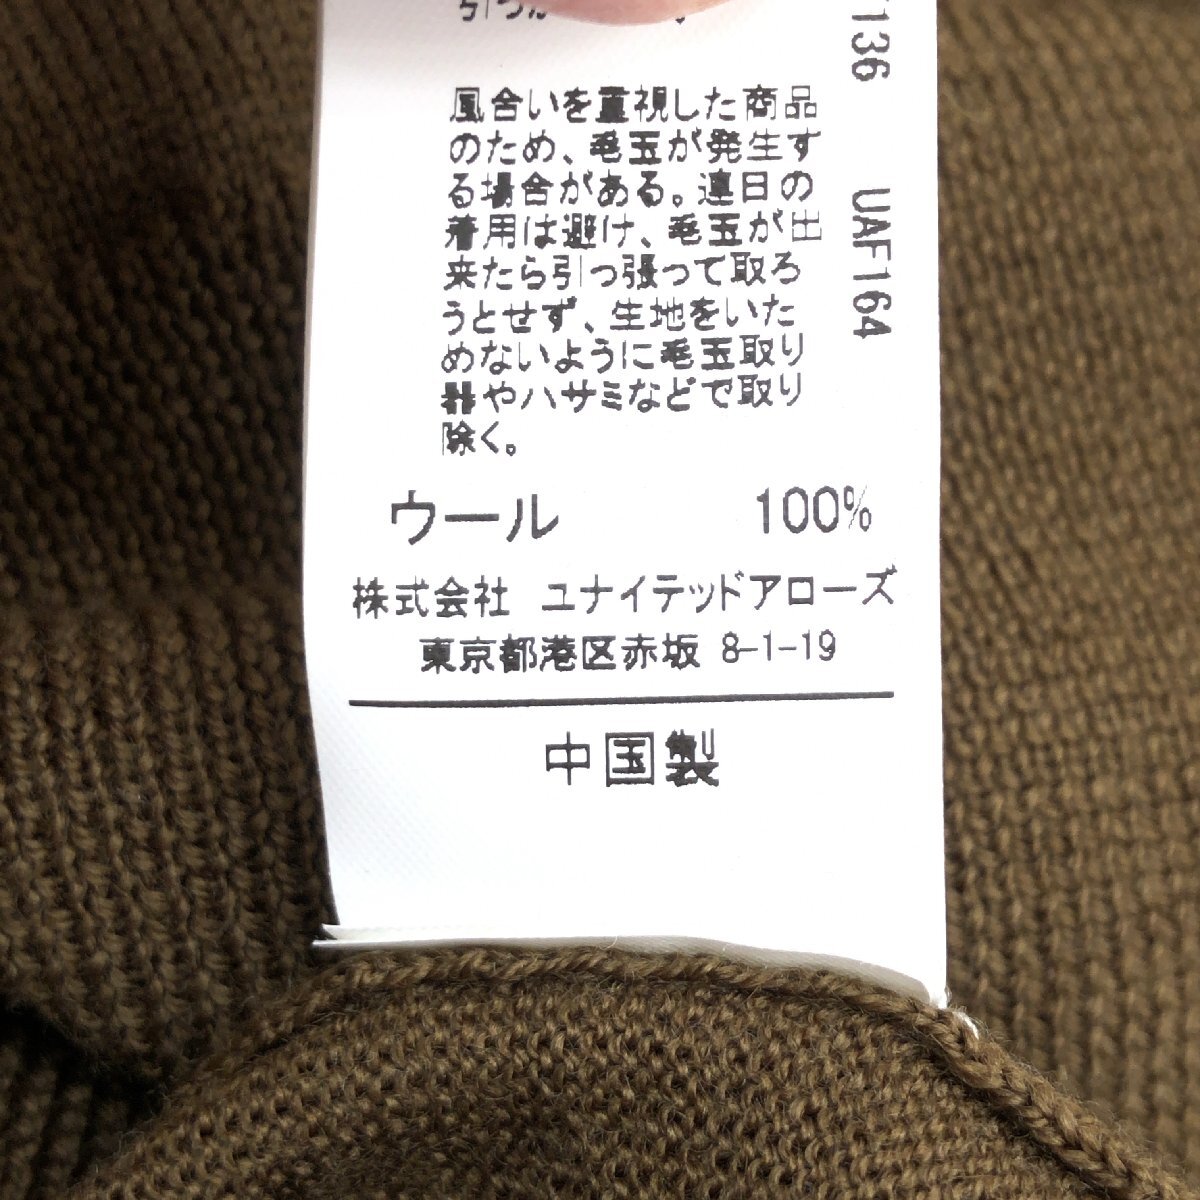 風合いを重視した商品
のため、毛玉が発生す
る場合がある。連日の
着用は避け、毛玉が出
来たら引っ張って取ろ
うとせず、生地をいた
めないように毛玉取り
器やハサミなどで取り
除く。
ウール 100%
株式会社 ユナイテッドアローズ
東京都港区赤坂 8-1-19
中国製
136 UAF164